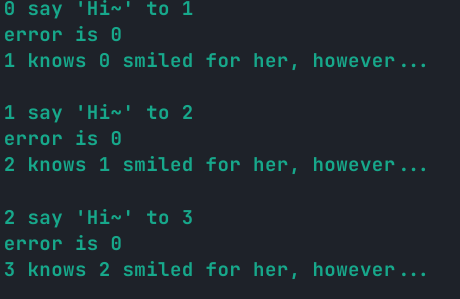 0 say 'Hi~' to 1
error is 0
1 knows 0 smiled for her, however...
1 say 'Hi~' to 2
error is 0
2 knows 1 smiled for her, however...
2 say 'Hi~' to 3
error is 0
3 knows 2 smiled for her, however...